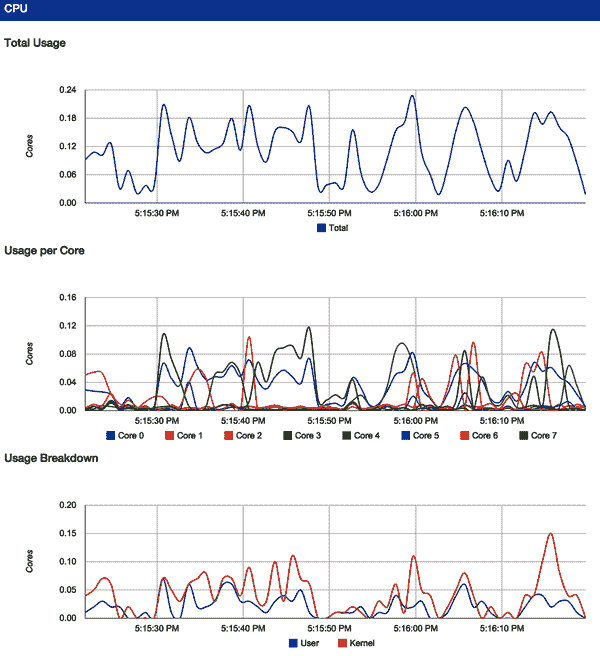 CPU
Total Usage
0.24
0.18
0.12
0.06
0.00
Cores
5:15:30 PM 5:15:40 PM 5:15:50 PM 5:16:00 PM 5:16:10 PM
Total
Usage per Core
0.16
0.12
0.08
0.04
0.00
Cores
5:15:30 PM 5:15:40 PM 5:15:50 PM 5:16:00 PM 5:16:10 PM
Core 0 Core 1 Core 2 Core 3 Core 4 Core 5 Core 6 Core 7
Usage Breakdown
0.20
0.15
0.10
0.05
0.00
Cores
5:15:30 PM 5:15:40 PM 5:15:50 PM 5:16:00 PM 5:16:10 PM
User Kernel